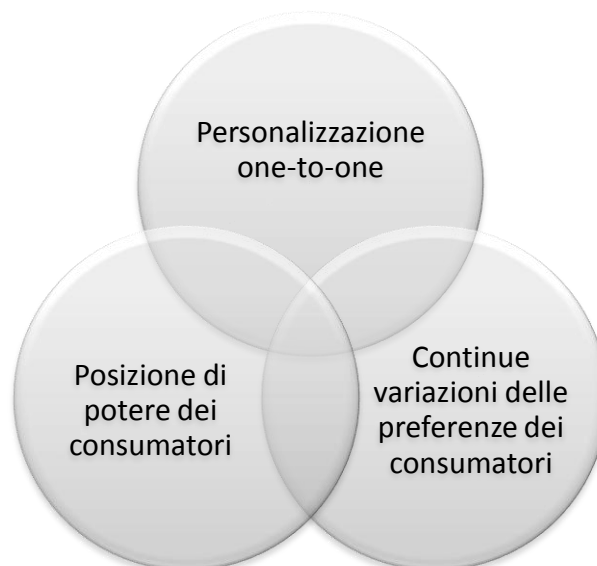 Personalizzazione
one-to-one
Posizione di
potere dei
consumatori
Continue
variazioni delle
preferenze dei
consumatori